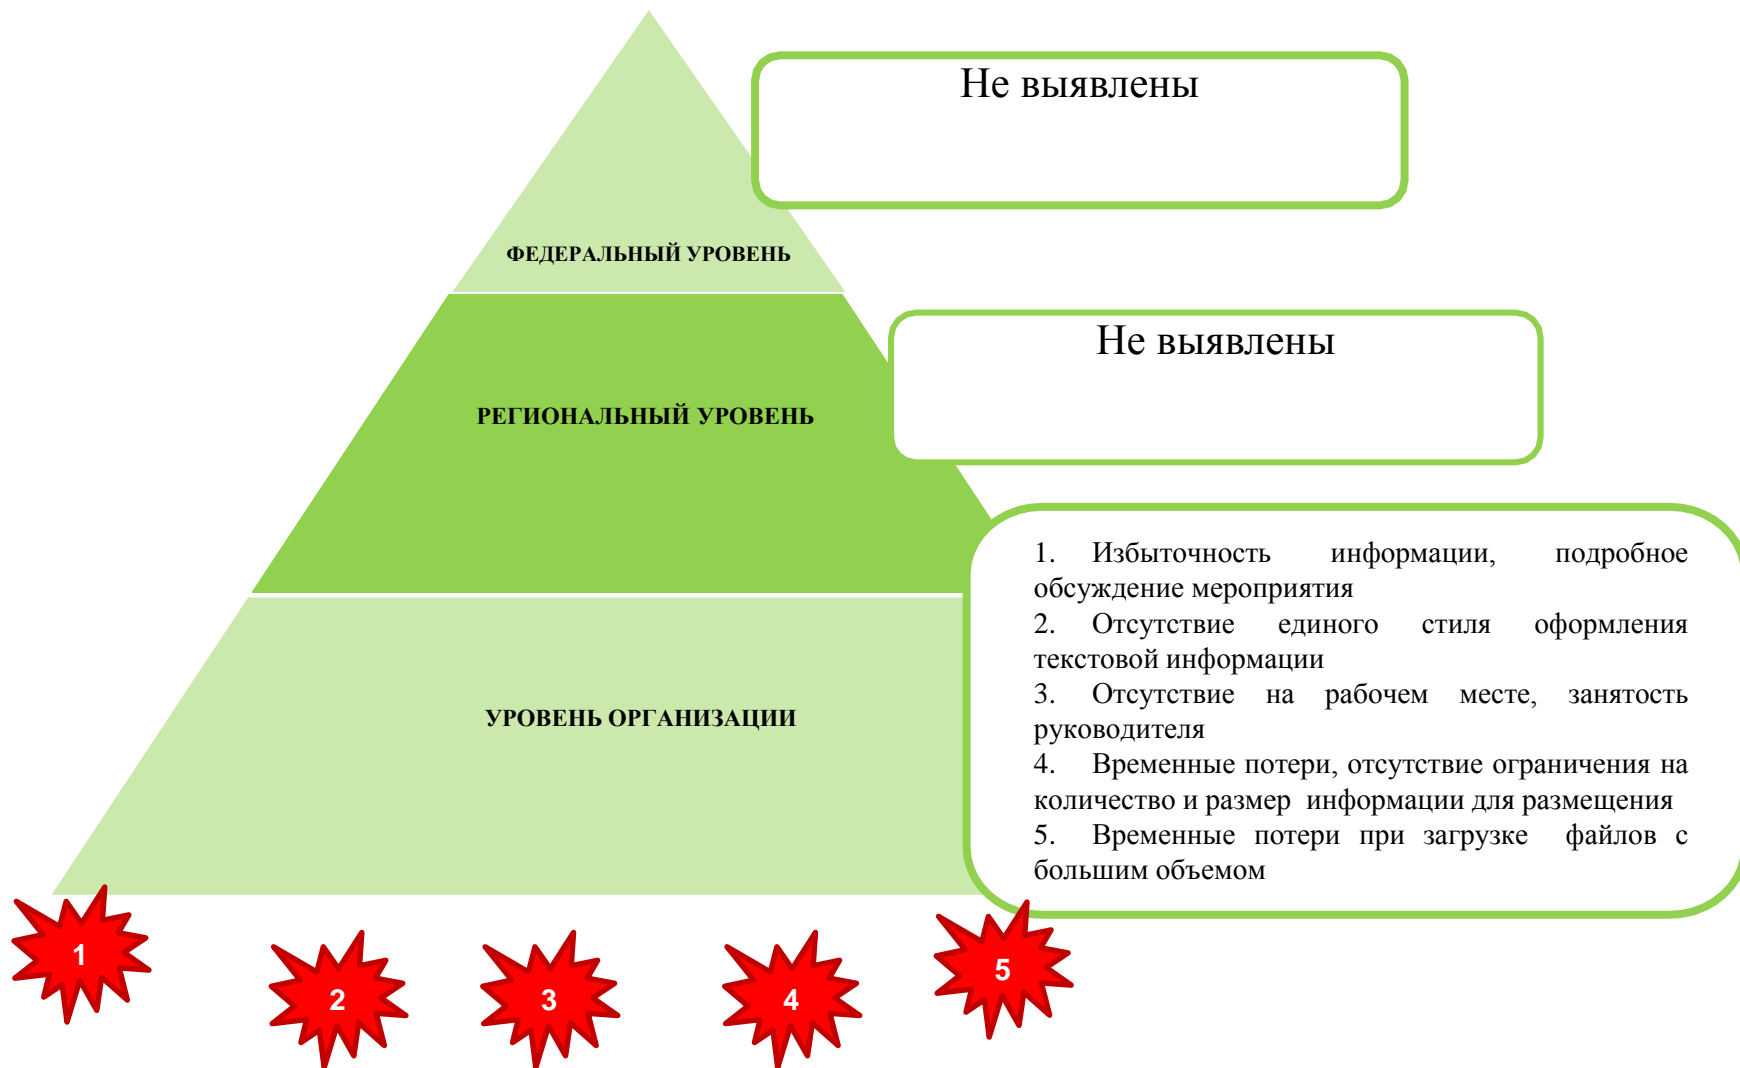 Не выявлены
ФЕДЕРАЛЬНЫЙ УРОВЕНЬ
Не выявлены
РЕГИОНАЛЬНЫЙ УРОВЕНЬ
1. Избыточность информации, подробное
обсуждение мероприятия
2. Отсутствие единого стиля оформления
текстовой информации
3. Отсутствие на рабочем месте, занятость
руководителя
4. Временные потери, отсутствие ограничения на
количество и размер информации для размещения
5. Временные потери при загрузке файлов с
большим объемом
УРОВЕНЬ ОРГАНИЗАЦИИ
1
2
3
4
5